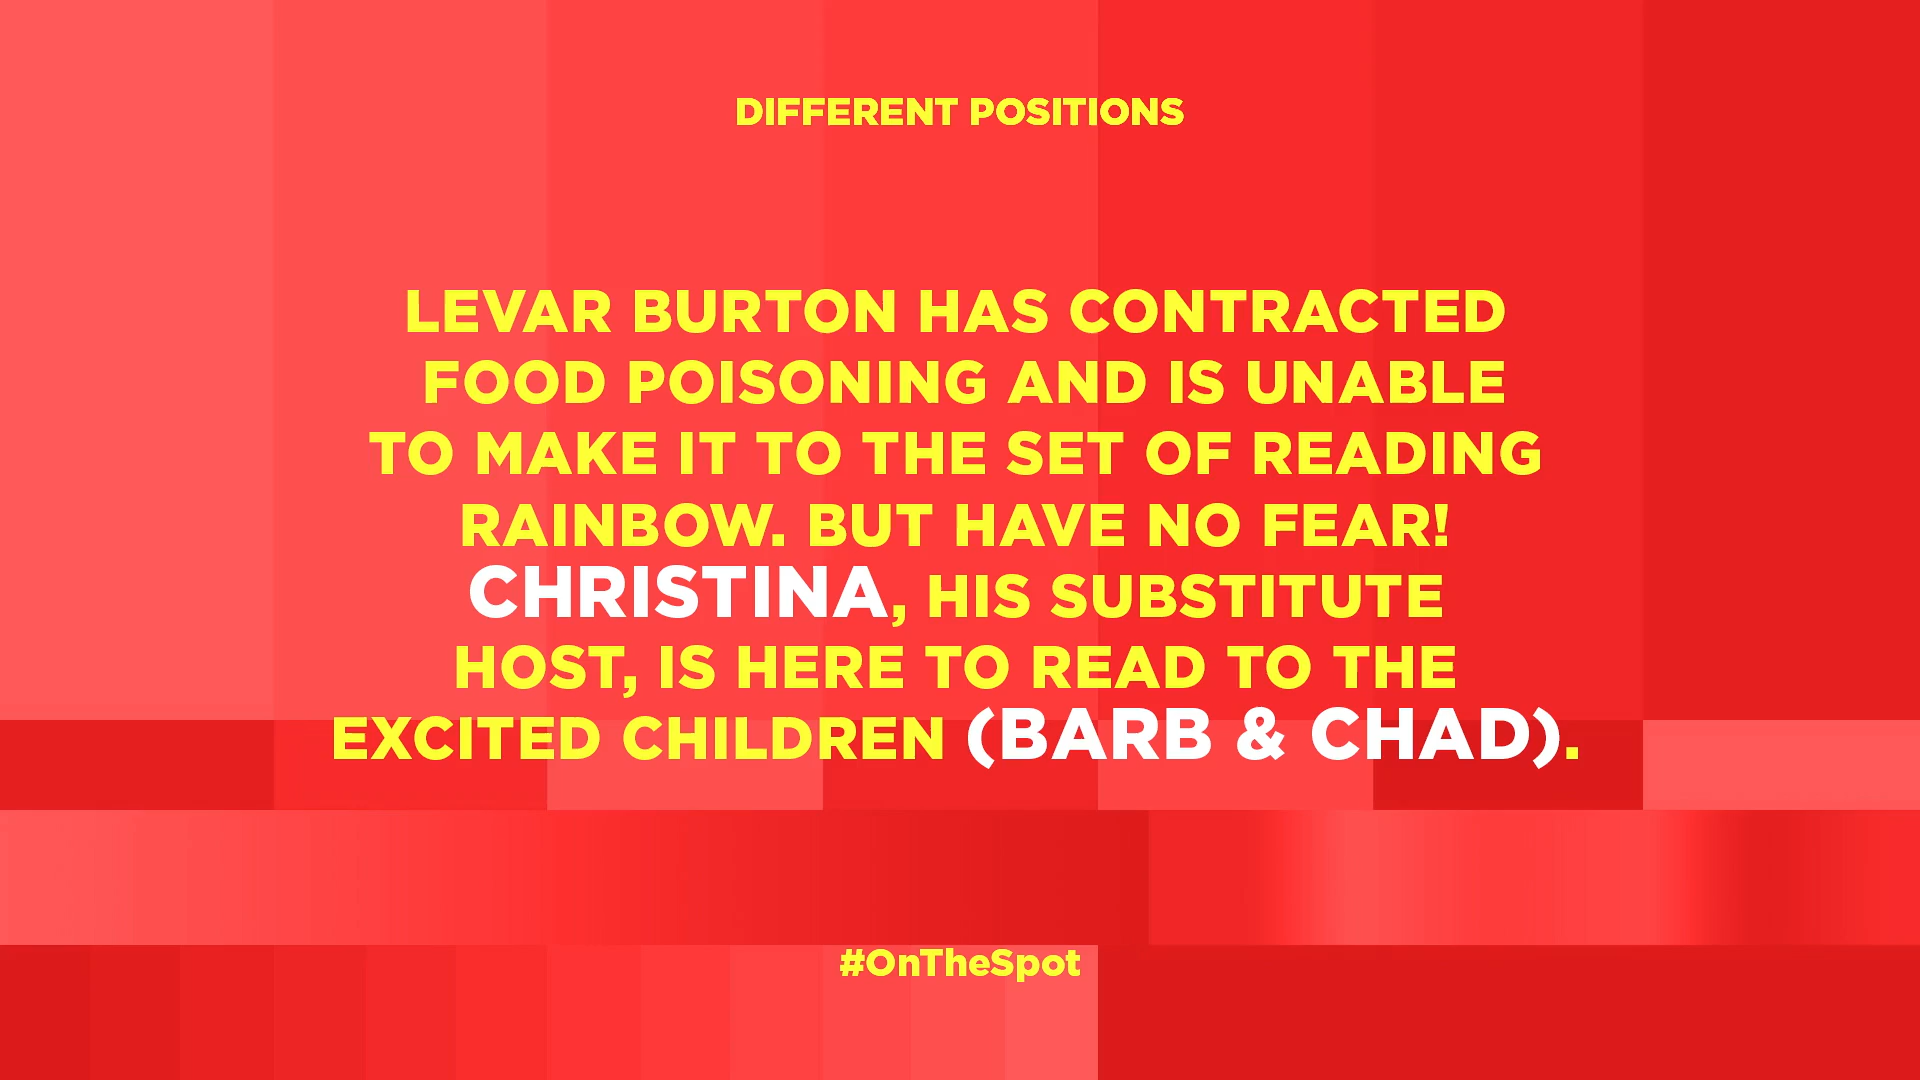 DIFFERENT POSITIONS
LEVAR BURTON HAS CONTRACTED
FOOD POISONING AND IS UNABLE
TO MAKE IT TO THE SET OF READING
RAINBOW. BUT HAVE NO FEAR!
CHRISTINA, HIS SUBSTITUTE
HOST, IS HERE TO READ TO THE
EXCITED CHILDREN (BARB & CHAD).
#OnTheSpot